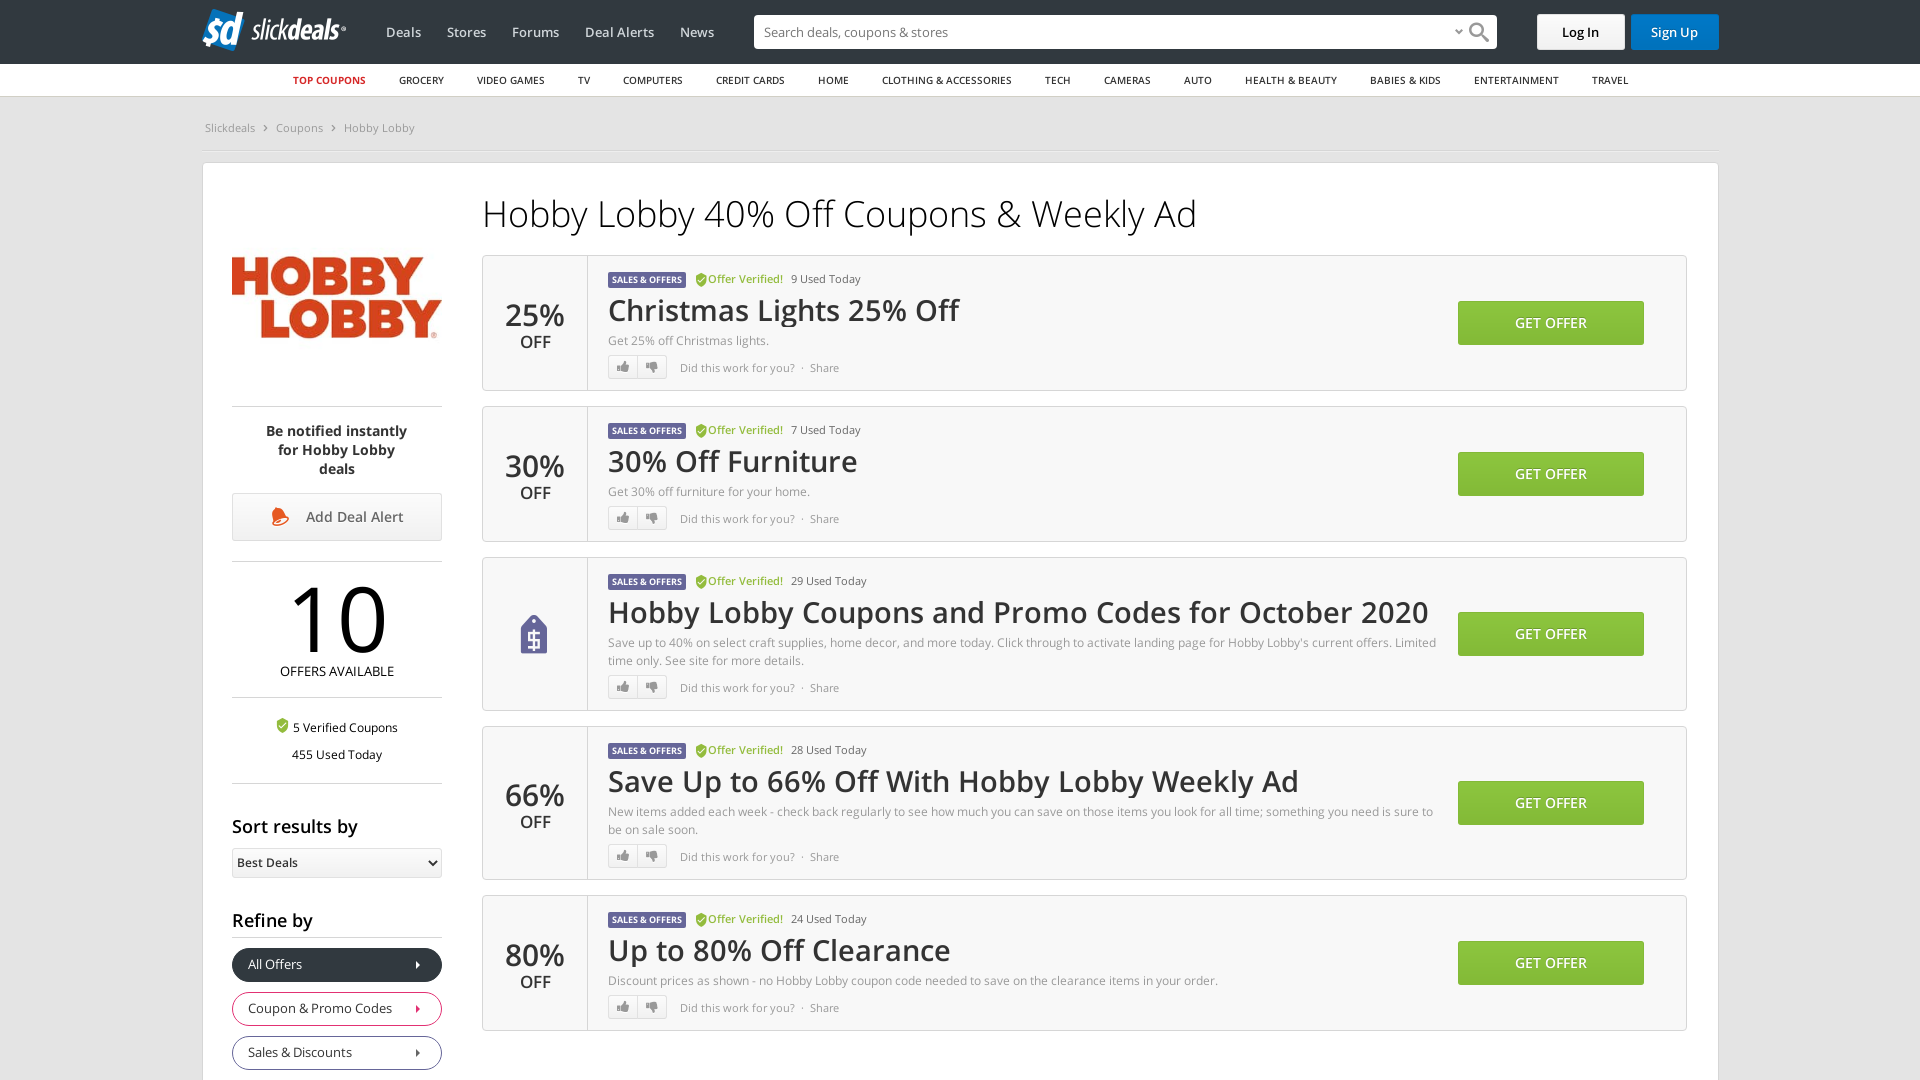 slickdeals
Deals
Stores
Forums
Deal Alerts
News
Search deals, coupons & stores
Log In
Sign Up
TOP COUPONS
GROCERY
VIDEO GAMES
TV
COMPUTERS
CREDIT CARDS
HOME
CLOTHING & ACCESSORIES
TECH
CAMERAS
AUTO
HEALTH & BEAUTY
BABIES & KIDS
ENTERTAINMENT
TRAVEL
Slickdeals
Coupons
Hobby Lobby
HOBBY
LOBBY
Be notified instantly
for Hobby Lobby
deals
Add Deal Alert
10
OFFERS AVAILABLE
5 Verified Coupons
455 Used Today
Sort results by
Best Deals
Refine by
All Offers
Coupon & Promo Codes
Sales & Discounts
Hobby Lobby 40% Off Coupons & Weekly Ad
25%
OFF
SALES & OFFERS Offer Verified! 9 Used Today
Christmas Lights 25% Off
Get 25% off Christmas lights.
Did this work for you? · Share
GET OFFER
30%
OFF
SALES & OFFERS Offer Verified! 7 Used Today
30% Off Furniture
Get 30% off furniture for your home.
Did this work for you? · Share
GET OFFER
SALES & OFFERS Offer Verified! 29 Used Today
Hobby Lobby Coupons and Promo Codes for October 2020
Save up to 40% on select craft supplies, home decor, and more today. Click through to activate landing page for Hobby Lobby's current offers. Limited
time only. See site for more details.
Did this work for you? · Share
GET OFFER
66%
OFF
SALES & OFFERS Offer Verified! 28 Used Today
Save Up to 66% Off With Hobby Lobby Weekly Ad
New items added each week - check back regularly to see how much you can save on those items you look for all time; something you need is sure to
be on sale soon.
Did this work for you? · Share
GET OFFER
80%
OFF
SALES & OFFERS Offer Verified! 24 Used Today
Up to 80% Off Clearance
Discount prices as shown - no Hobby Lobby coupon code needed to save on the clearance items in your order.
Did this work for you? · Share
GET OFFER